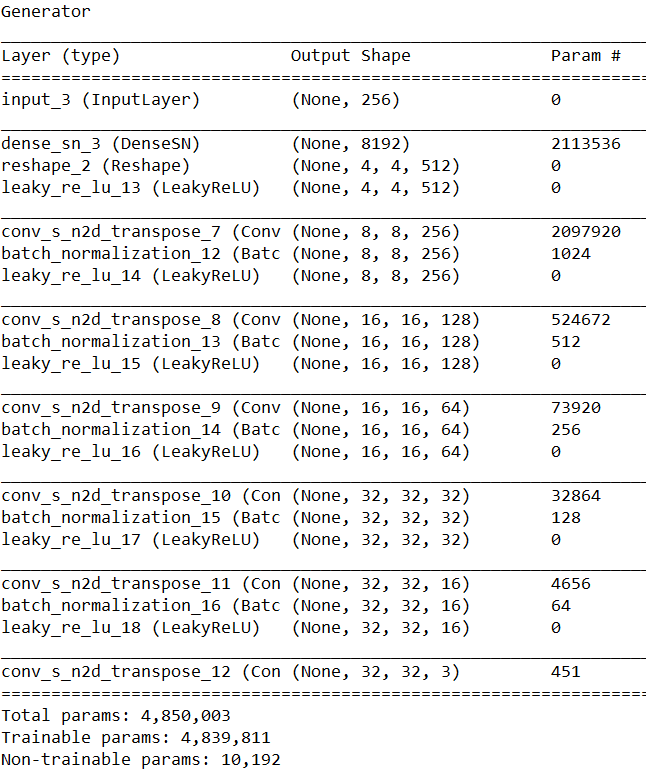 Generator
Layer (type) Output Shape Param #
input_3 (InputLayer) (None, 256) 0
dense_sn_3 (DenseSN) (None, 8192) 2113536
reshape_2 (Reshape) (None, 4, 4, 512) 0
leaky_re_lu_13 (LeakyReLU) (None, 4, 4, 512) 0
conv_s_n2d_transpose_7 (Conv (None, 8, 8, 256) 2097920
batch_normalization_12 (Batc (None, 8, 8, 256) 1024
leaky_re_lu_14 (LeakyReLU) (None, 8, 8, 256) 0
conv_s_n2d_transpose_8 (Conv (None, 16, 16, 128) 524672
batch_normalization_13 (Batc (None, 16, 16, 128) 512
leaky_re_lu_15 (LeakyReLU) (None, 16, 16, 128) 0
conv_s_n2d_transpose_9 (Conv (None, 16, 16, 64) 73920
batch_normalization_14 (Batc (None, 16, 16, 64) 256
leaky_re_lu_16 (LeakyReLU) (None, 16, 16, 64) 0
conv_s_n2d_transpose_10 (Con (None, 32, 32, 32) 32864
batch_normalization_15 (Batc (None, 32, 32, 32) 128
leaky_re_lu_17 (LeakyReLU) (None, 32, 32, 32) 0
conv_s_n2d_transpose_11 (Con (None, 32, 32, 16) 4656
batch_normalization_16 (Batc (None, 32, 32, 16) 64
leaky_re_lu_18 (LeakyReLU) (None, 32, 32, 16) 0
conv_s_n2d_transpose_12 (Con (None, 32, 32, 3) 451
Total params: 4,850,003
Trainable params: 4,839,811
Non-trainable params: 10,192